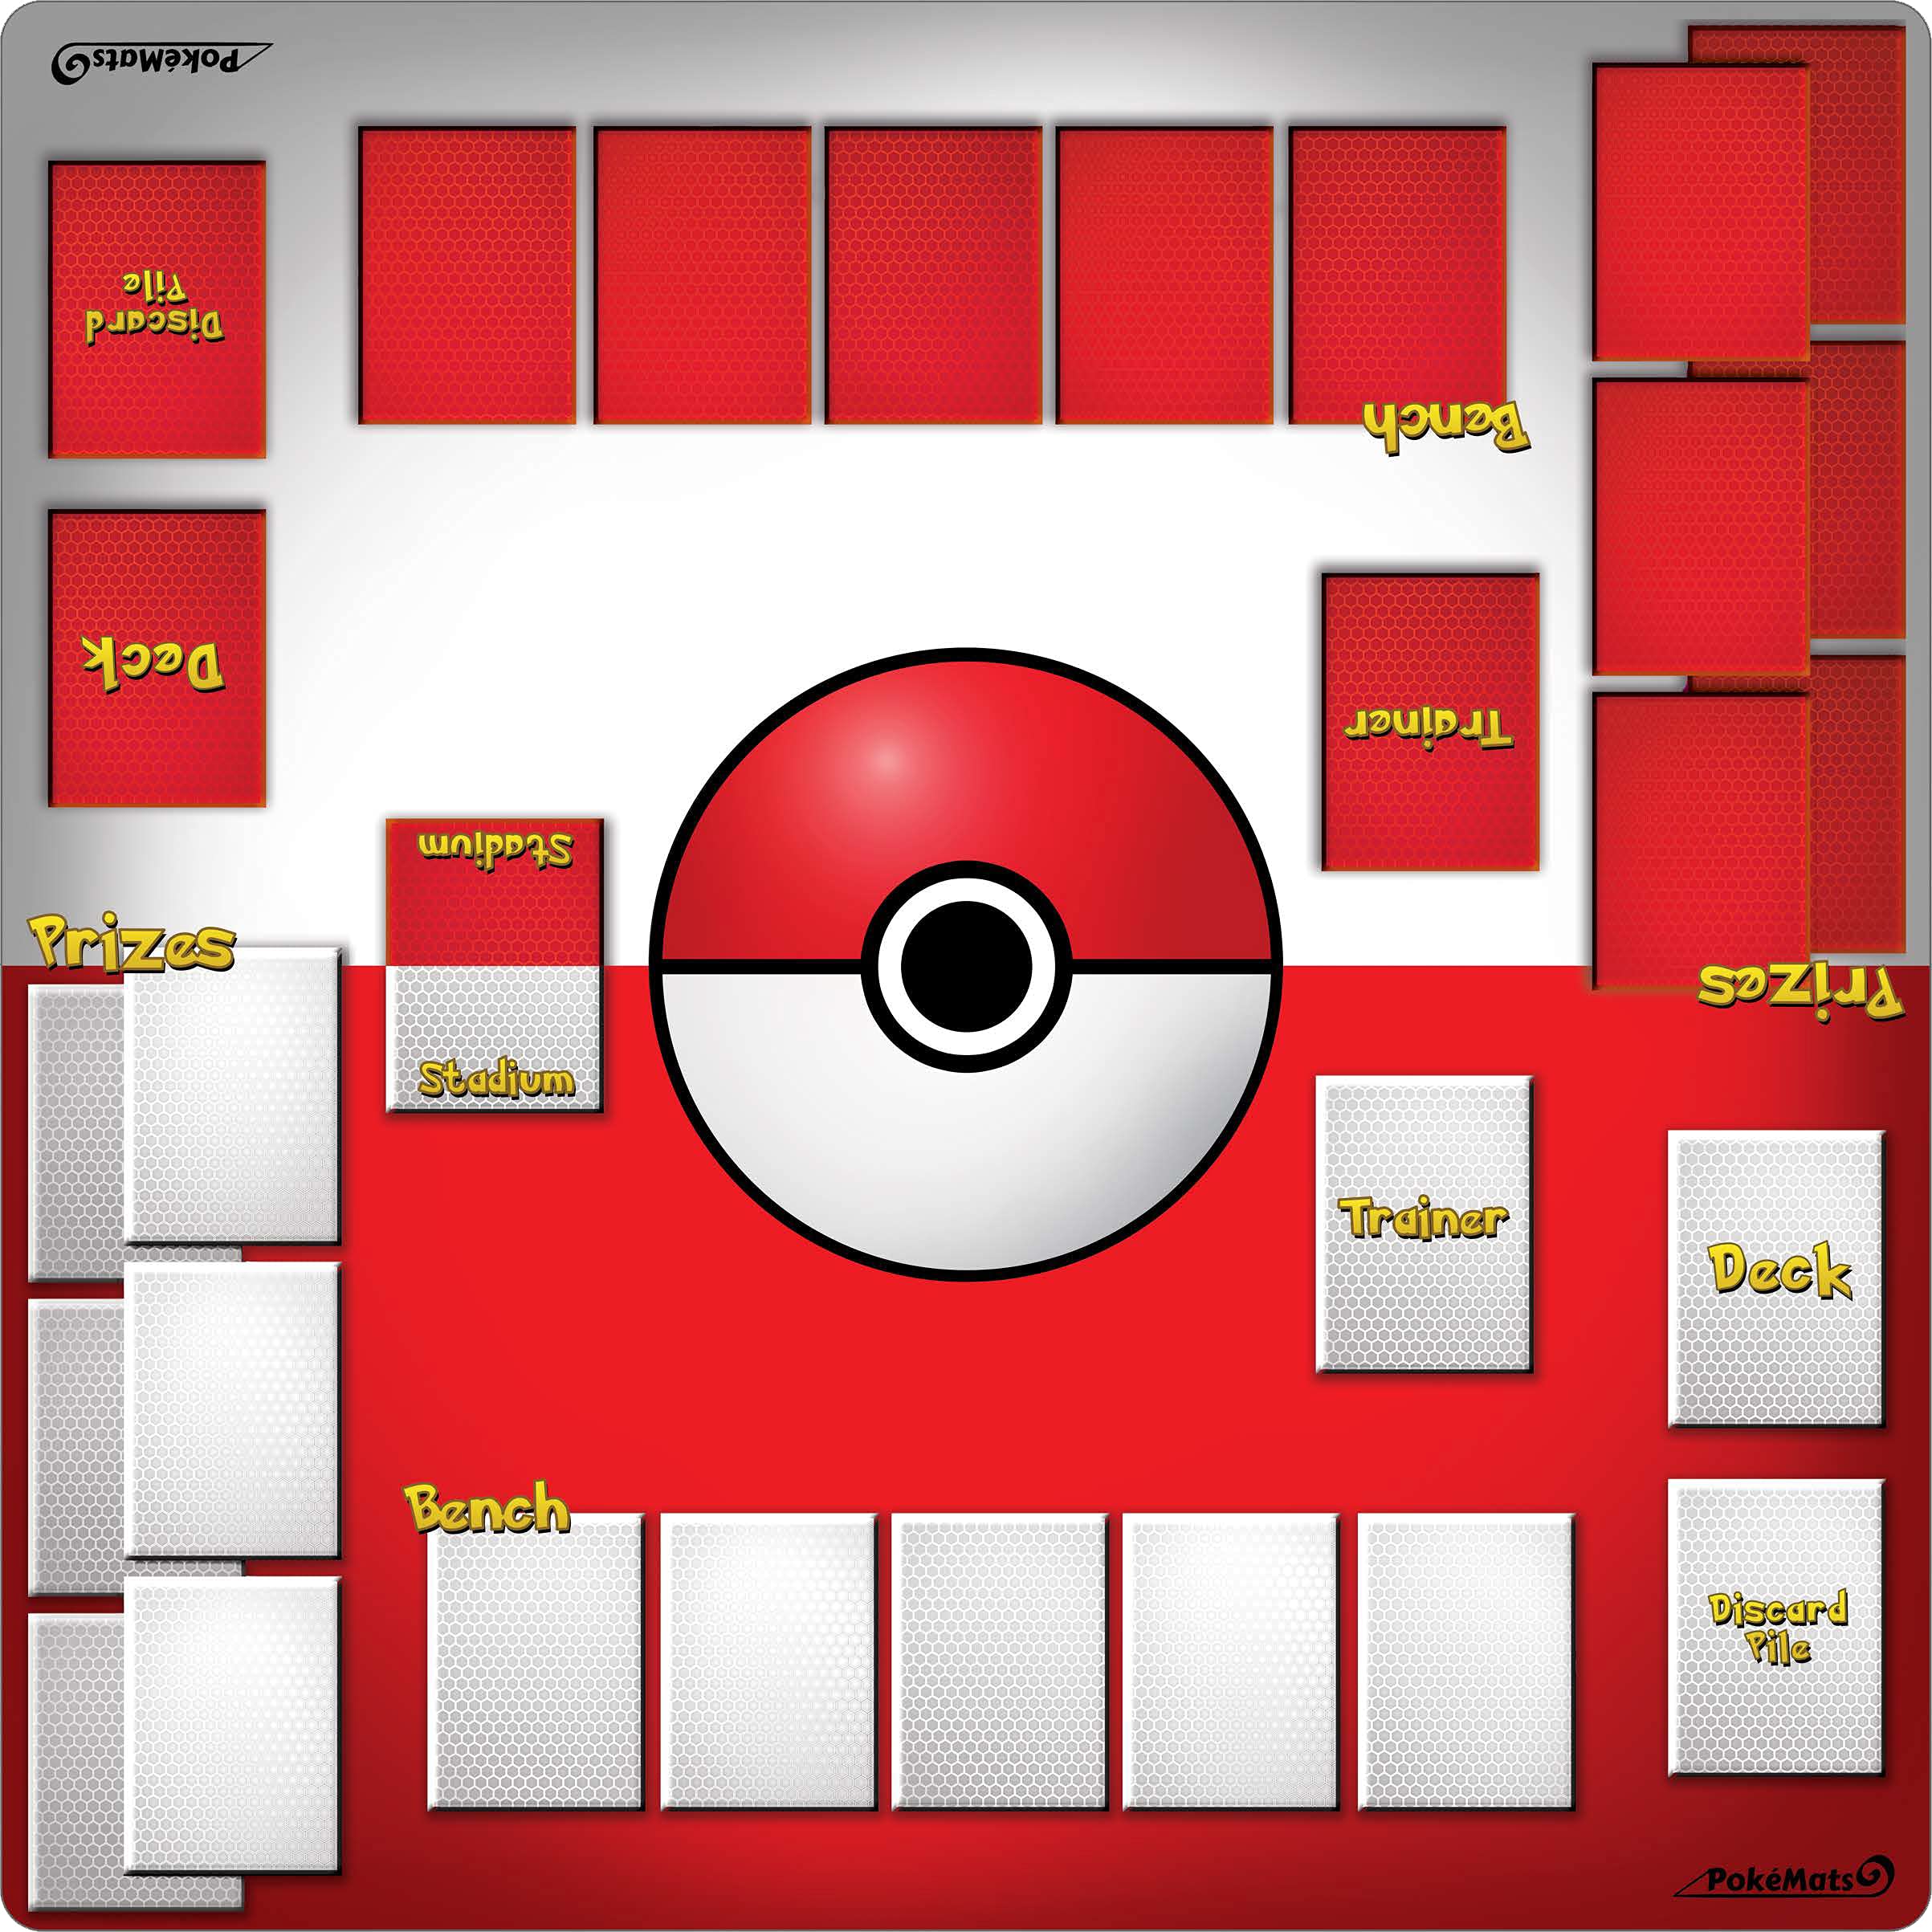 PokéMats
Discard
Pile
Bench
Deck
Trainer
Stadium
Prizes
Prizes
Stadium
Trainer
Deck
Bench
Discard
Pile
PokéMats